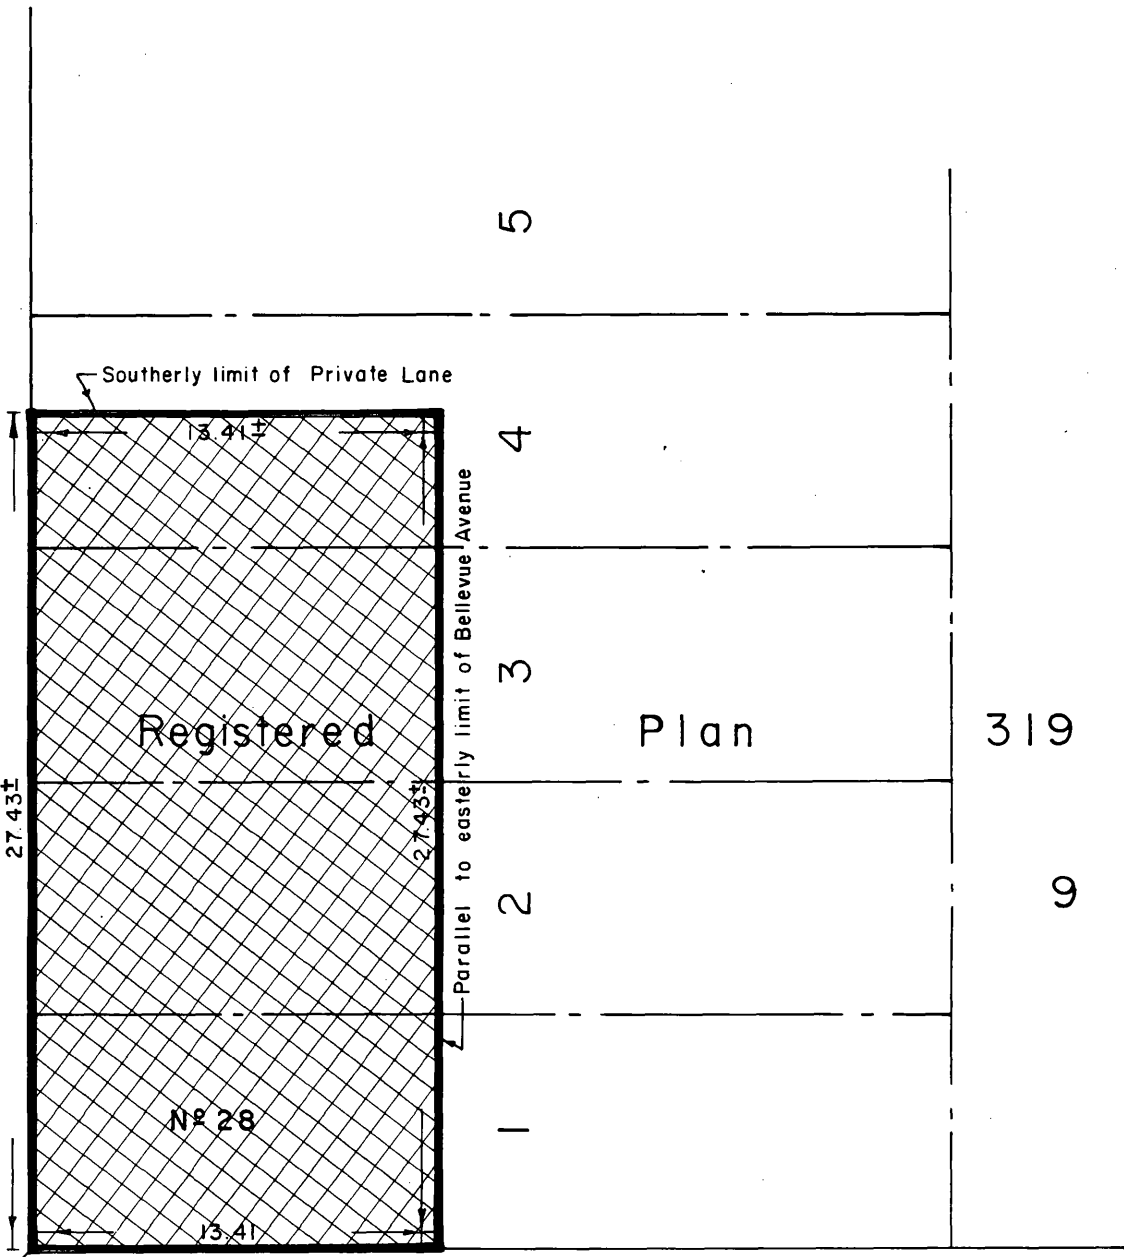 5
Southerly limit of Private Lane
13.41±
4
Parallel to easterly limit of Bellevue Avenue
3
Registered Plan 319
27.43±
27.43±
2
9
Nº 28
1
13.41